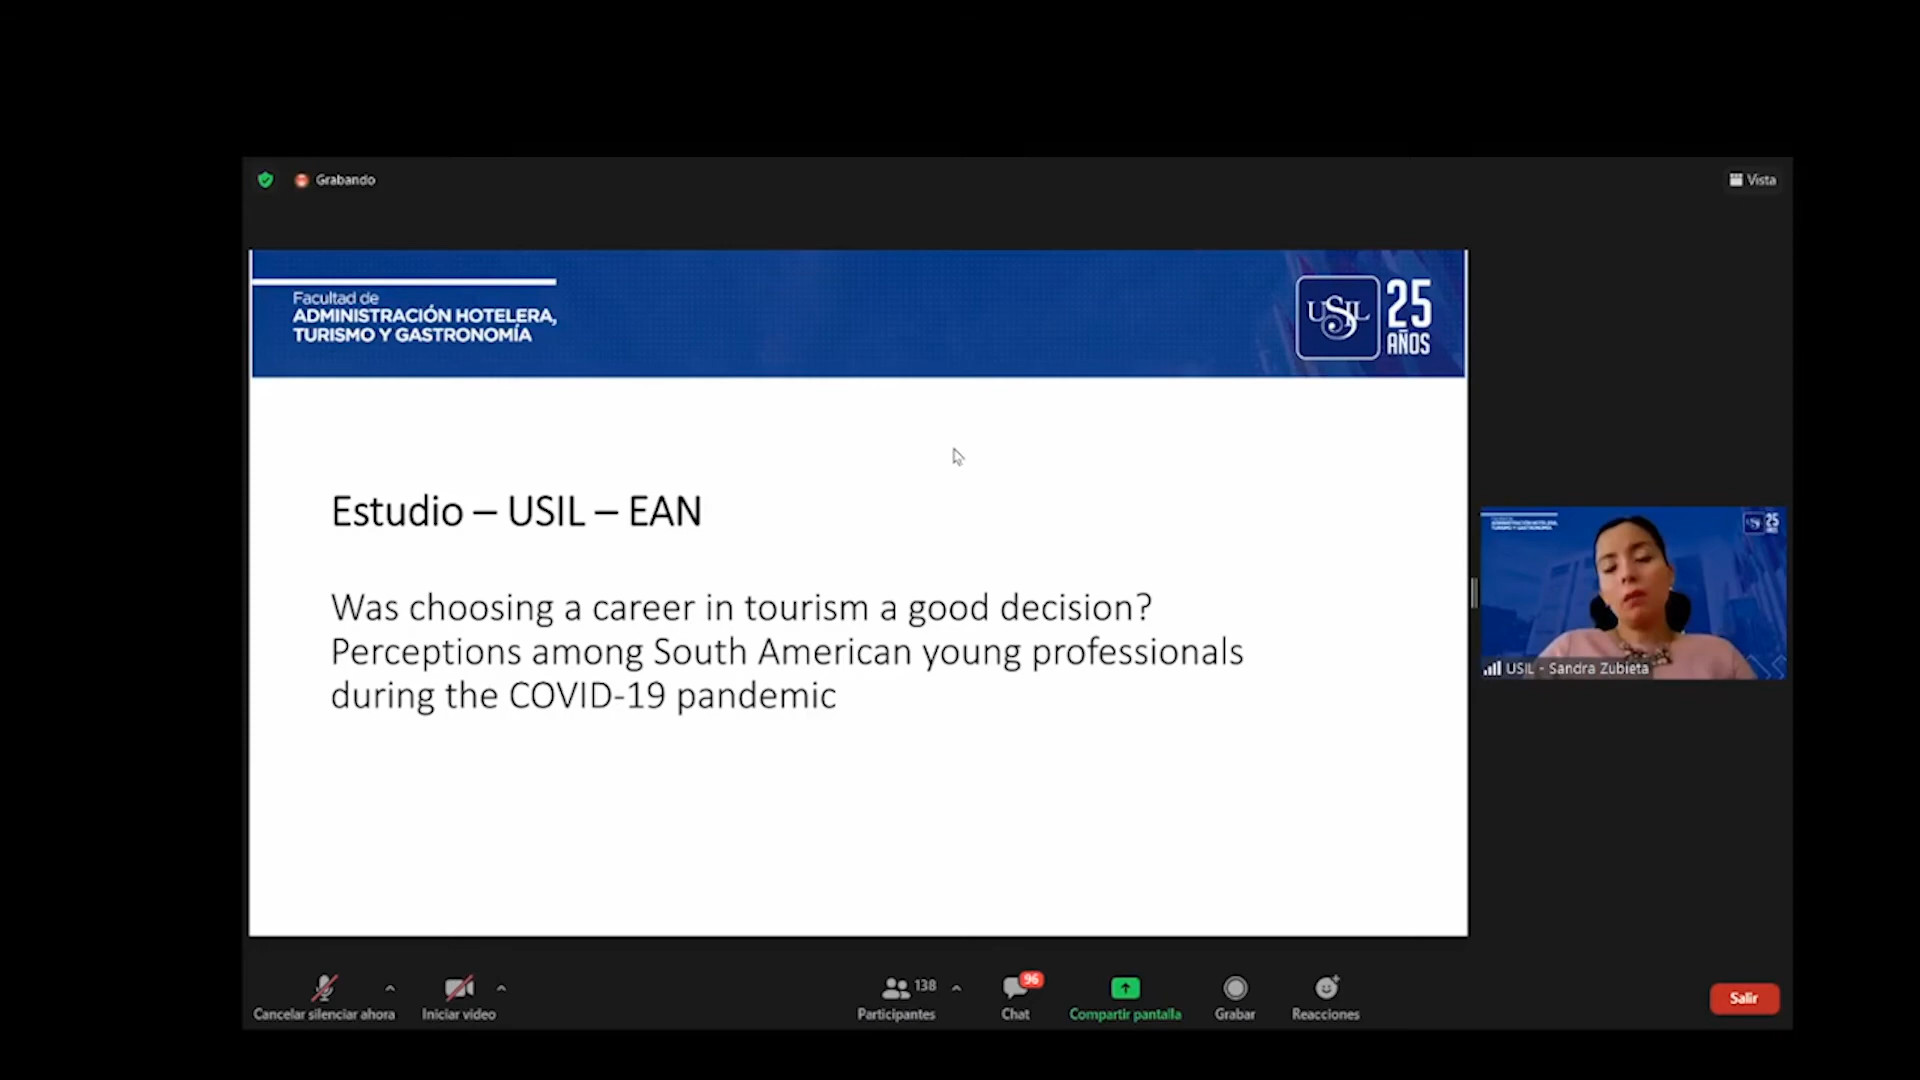 Grabando
Vista
Facultad de
ADMINISTRACIÓN HOTELERA,
TURISMO Y GASTRONOMÍA
USIL
25
AÑOS
Estudio – USIL – EAN
Was choosing a career in tourism a good decision?
Perceptions among South American young professionals
during the COVID-19 pandemic
USIL - Sandra Zubieta
138
96
Cancelar silenciar ahora
Iniciar video
Participantes
Chat
Compartir pantalla
Grabar
Reacciones
Salir